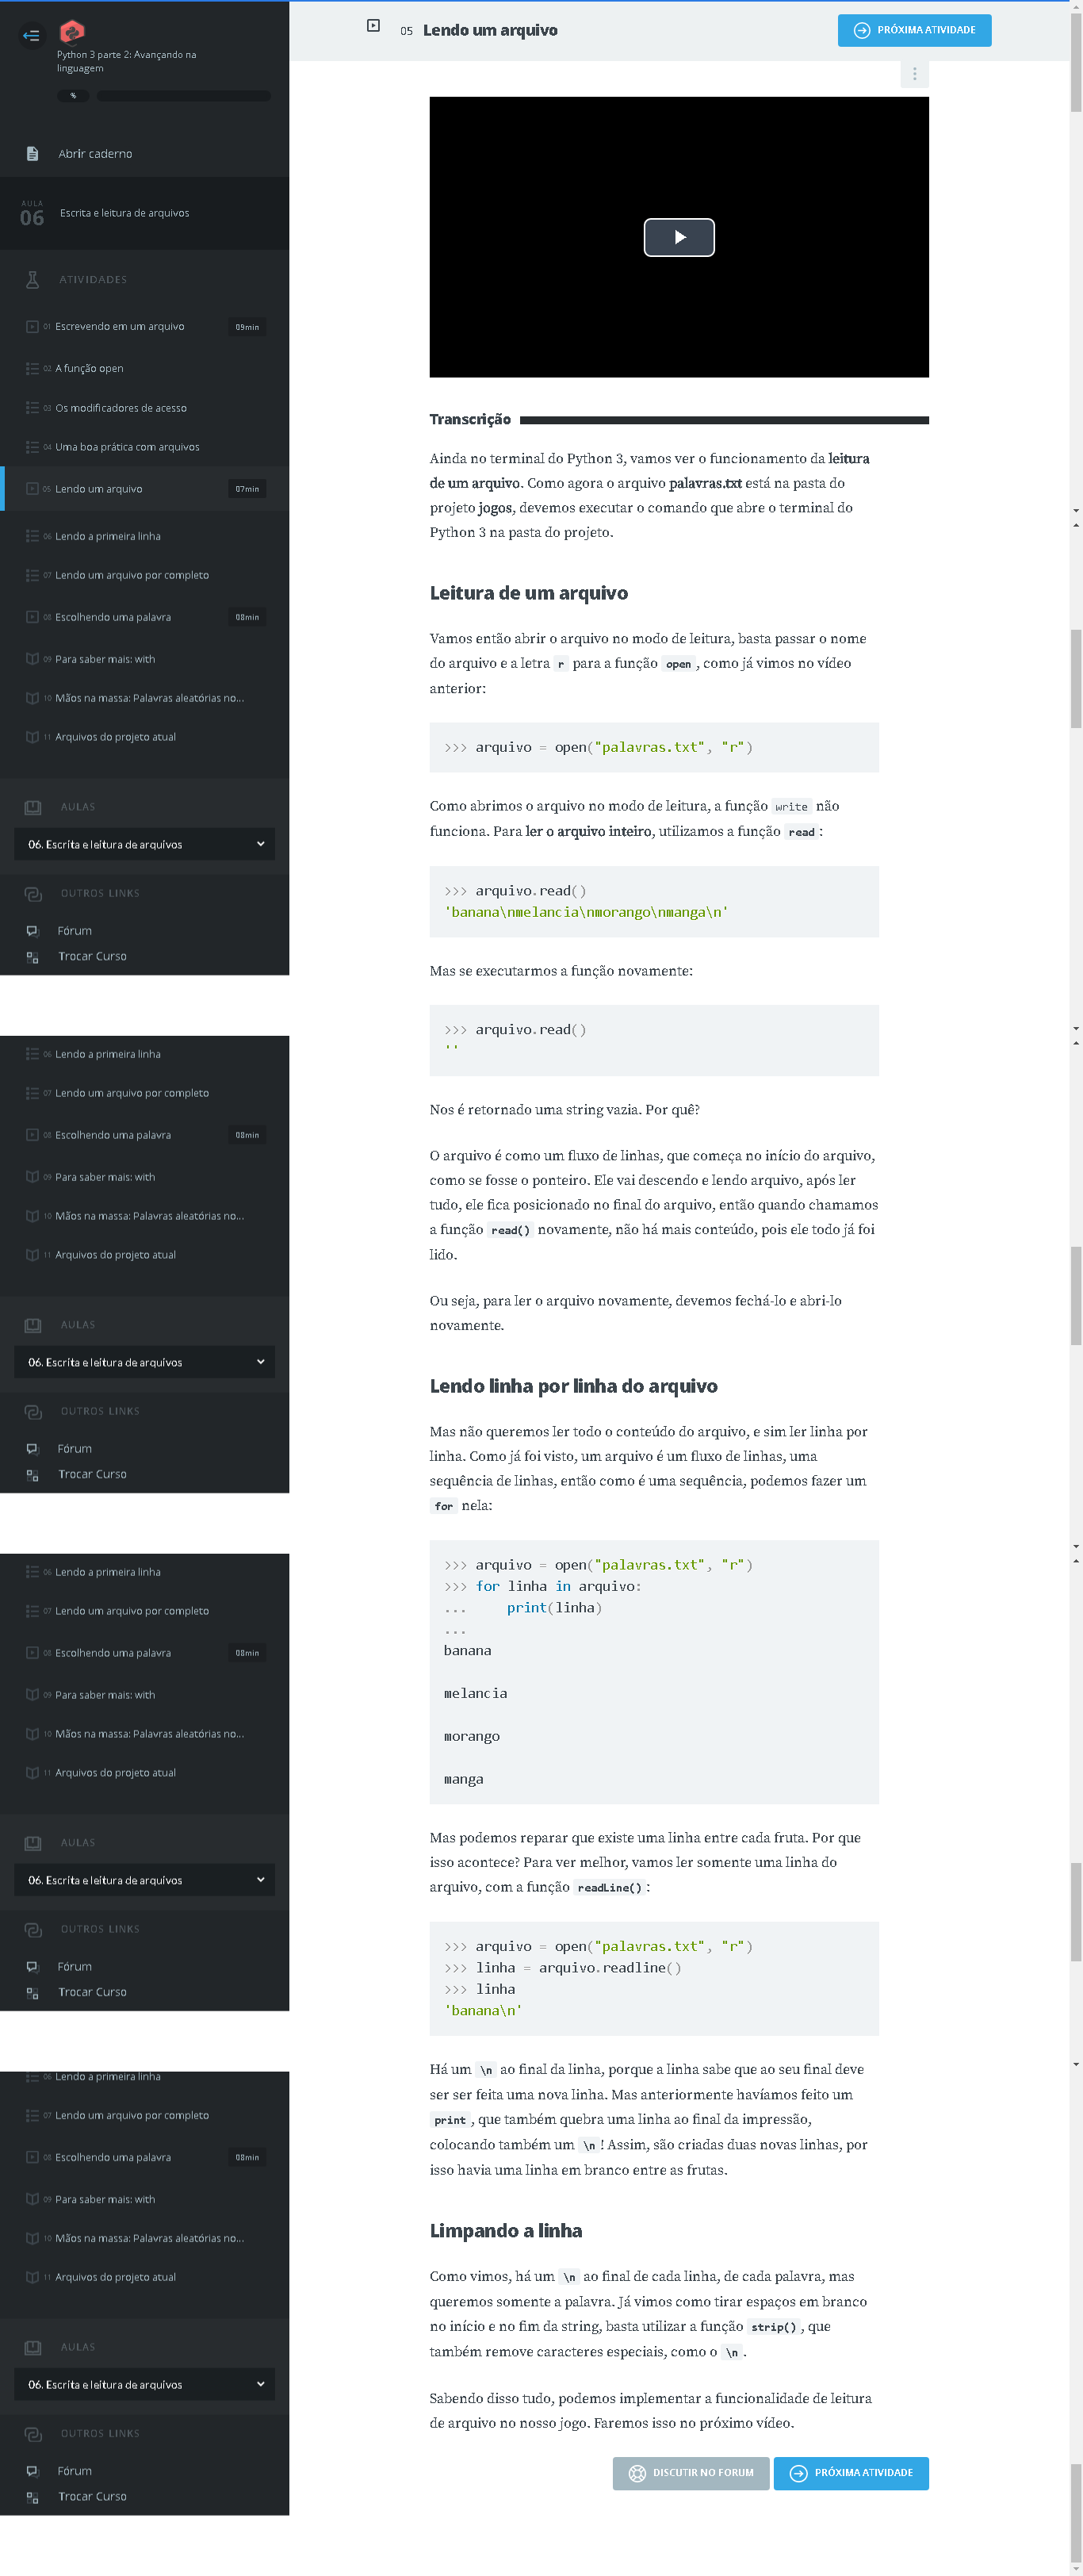 Python 3 parte 2: Avançando na
linguagem
%
Abrir caderno
AULA
06
Escrita e leitura de arquivos
ATIVIDADES
01 Escrevendo em um arquivo 09min
02 A função open
03 Os modificadores de acesso
04 Uma boa prática com arquivos
05 Lendo um arquivo 07min
06 Lendo a primeira linha
07 Lendo um arquivo por completo
08 Escolhendo uma palavra 08min
09 Para saber mais: with
10 Mãos na massa: Palavras aleatórias no...
11 Arquivos do projeto atual
AULAS
06. Escrita e leitura de arquivos
OUTROS LINKS
Fórum
Trocar Curso
06 Lendo a primeira linha
07 Lendo um arquivo por completo
08 Escolhendo uma palavra 08min
09 Para saber mais: with
10 Mãos na massa: Palavras aleatórias no...
11 Arquivos do projeto atual
AULAS
06. Escrita e leitura de arquivos
OUTROS LINKS
Fórum
Trocar Curso
06 Lendo a primeira linha
07 Lendo um arquivo por completo
08 Escolhendo uma palavra 08min
09 Para saber mais: with
10 Mãos na massa: Palavras aleatórias no...
11 Arquivos do projeto atual
AULAS
06. Escrita e leitura de arquivos
OUTROS LINKS
Fórum
Trocar Curso
06 Lendo a primeira linha
07 Lendo um arquivo por completo
08 Escolhendo uma palavra 08min
09 Para saber mais: with
10 Mãos na massa: Palavras aleatórias no...
11 Arquivos do projeto atual
AULAS
06. Escrita e leitura de arquivos
OUTROS LINKS
Fórum
Trocar Curso
05 Lendo um arquivo
PRÓXIMA ATIVIDADE
Transcrição
Ainda no terminal do Python 3, vamos ver o funcionamento da leitura
de um arquivo. Como agora o arquivo palavras.txt está na pasta do
projeto jogos, devemos executar o comando que abre o terminal do
Python 3 na pasta do projeto.
Leitura de um arquivo
Vamos então abrir o arquivo no modo de leitura, basta passar o nome
do arquivo e a letra r para a função open, como já vimos no vídeo
anterior:
>>> arquivo = open("palavras.txt", "r")
Como abrimos o arquivo no modo de leitura, a função write não
funciona. Para ler o arquivo inteiro, utilizamos a função read:
>>> arquivo.read()
'banana\nmelancia\nmorango\nmanga\n'
Mas se executarmos a função novamente:
>>> arquivo.read()
''
Nos é retornado uma string vazia. Por quê?
O arquivo é como um fluxo de linhas, que começa no início do arquivo,
como se fosse o ponteiro. Ele vai descendo e lendo arquivo, após ler
tudo, ele fica posicionado no final do arquivo, então quando chamamos
a função read() novamente, não há mais conteúdo, pois ele todo já foi
lido.
Ou seja, para ler o arquivo novamente, devemos fechá-lo e abri-lo
novamente.
Lendo linha por linha do arquivo
Mas não queremos ler todo o conteúdo do arquivo, e sim ler linha por
linha. Como já foi visto, um arquivo é um fluxo de linhas, uma
sequência de linhas, então como é uma sequência, podemos fazer um
for nela:
>>> arquivo = open("palavras.txt", "r")
>>> for linha in arquivo:
...     print(linha)
...
banana
melancia
morango
manga
Mas podemos reparar que existe uma linha entre cada fruta. Por que
isso acontece? Para ver melhor, vamos ler somente uma linha do
arquivo, com a função readLine():
>>> arquivo = open("palavras.txt", "r")
>>> linha = arquivo.readline()
>>> linha
'banana\n'
Há um \n ao final da linha, porque a linha sabe que ao seu final deve
ser ser feita uma nova linha. Mas anteriormente havíamos feito um
print, que também quebra uma linha ao final da impressão,
colocando também um \n! Assim, são criadas duas novas linhas, por
isso havia uma linha em branco entre as frutas.
Limpando a linha
Como vimos, há um \n ao final de cada linha, de cada palavra, mas
queremos somente a palavra. Já vimos como tirar espaços em branco
no início e no fim da string, basta utilizar a função strip(), que
também remove caracteres especiais, como o \n.
Sabendo disso tudo, podemos implementar a funcionalidade de leitura
de arquivo no nosso jogo. Faremos isso no próximo vídeo.
DISCUTIR NO FORUM
PRÓXIMA ATIVIDADE